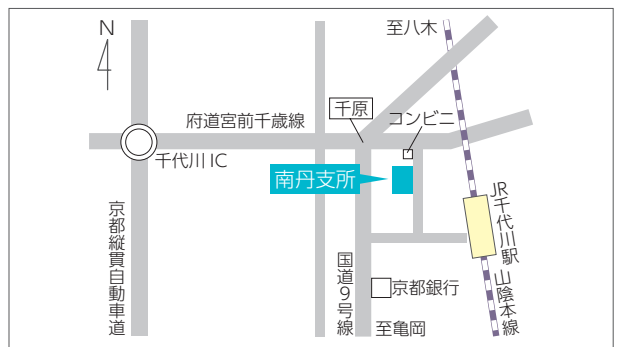 N
至八木
千原
コンビニ
府道宮前千歳線
千代川IC
南丹支所
JR千代川駅
山陰本線
京都縦貫自動車道
国道9号線
京都銀行
至亀岡